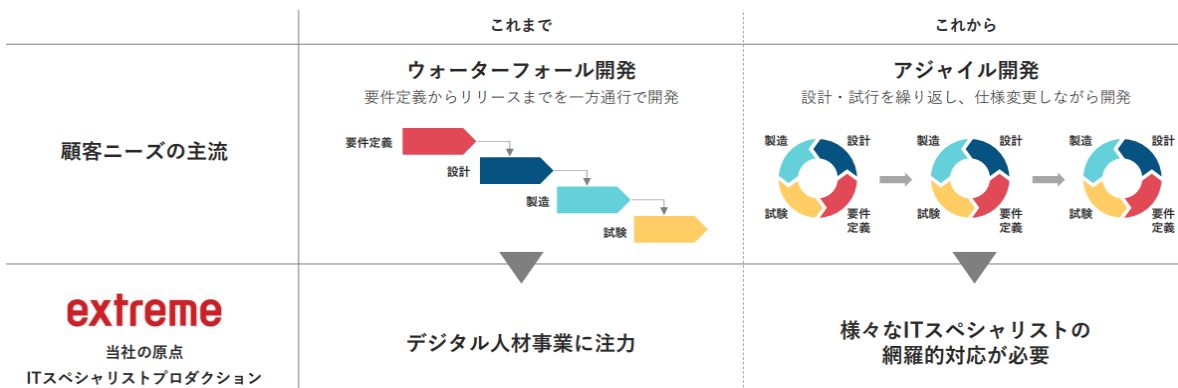 これまで
これから
顧客ニーズの主流
ウォーターフォール開発
要件定義からリリースまでを一方通行で開発
要件定義
設計
製造
試験
アジャイル開発
設計・試行を繰り返し、仕様変更しながら開発
製造
設計
試験
要件
定義
製造
設計
試験
要件
定義
製造
設計
試験
要件
定義
extreme
当社の原点
ITスペシャリストプロダクション
デジタル人材事業に注力
様々なITスペシャリストの
網羅的対応が必要